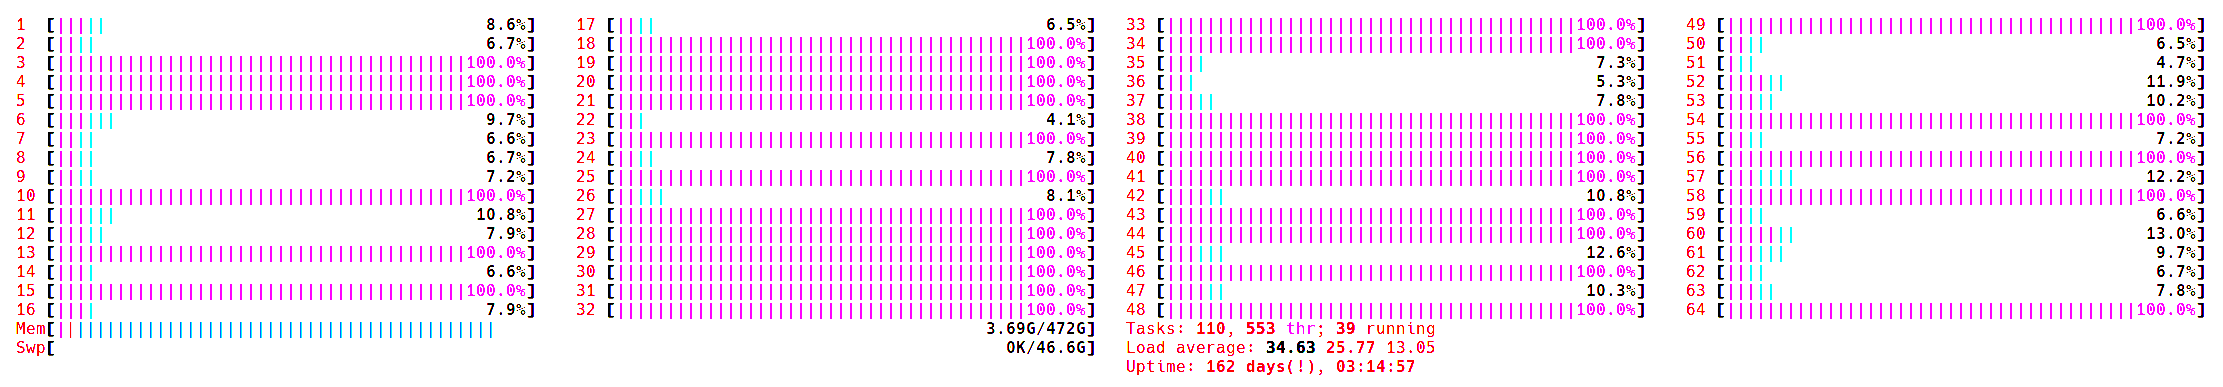 1 [||||| 8.6%] 17 [|||| 6.5%] 33 [|||||||||||||||||||||||||||||||||||||||||100.0%] 49 [|||||||||||||||||||||||||||||||||||||||||100.0%]
2 [|||| 6.7%] 18 [|||||||||||||||||||||||||||||||||||||||||100.0%] 34 [|||||||||||||||||||||||||||||||||||||||||100.0%] 50 [|||| 6.5%]
3 [|||||||||||||||||||||||||||||||||||||||||100.0%] 19 [|||||||||||||||||||||||||||||||||||||||||100.0%] 35 [|||| 7.3%] 51 [||| 4.7%]
4 [|||||||||||||||||||||||||||||||||||||||||100.0%] 20 [|||||||||||||||||||||||||||||||||||||||||100.0%] 36 [||| 5.3%] 52 [|||||| 11.9%]
5 [|||||||||||||||||||||||||||||||||||||||||100.0%] 21 [|||||||||||||||||||||||||||||||||||||||||100.0%] 37 [||||| 7.8%] 53 [||||| 10.2%]
6 [|||||| 9.7%] 22 [||| 4.1%] 38 [|||||||||||||||||||||||||||||||||||||||||100.0%] 54 [|||||||||||||||||||||||||||||||||||||||||100.0%]
7 [|||| 6.6%] 23 [|||||||||||||||||||||||||||||||||||||||||100.0%] 39 [|||||||||||||||||||||||||||||||||||||||||100.0%] 55 [|||| 7.2%]
8 [|||| 6.7%] 24 [|||| 7.8%] 40 [|||||||||||||||||||||||||||||||||||||||||100.0%] 56 [|||||||||||||||||||||||||||||||||||||||||100.0%]
9 [|||| 7.2%] 25 [|||||||||||||||||||||||||||||||||||||||||100.0%] 41 [|||||||||||||||||||||||||||||||||||||||||100.0%] 57 [||||||| 12.2%]
10 [|||||||||||||||||||||||||||||||||||||||||100.0%] 26 [||||| 8.1%] 42 [|||||| 10.8%] 58 [|||||||||||||||||||||||||||||||||||||||||100.0%]
11 [|||||| 10.8%] 27 [|||||||||||||||||||||||||||||||||||||||||100.0%] 43 [|||||||||||||||||||||||||||||||||||||||||100.0%] 59 [|||| 6.6%]
12 [||||| 7.9%] 28 [|||||||||||||||||||||||||||||||||||||||||100.0%] 44 [|||||||||||||||||||||||||||||||||||||||||100.0%] 60 [||||||| 13.0%]
13 [|||||||||||||||||||||||||||||||||||||||||100.0%] 29 [|||||||||||||||||||||||||||||||||||||||||100.0%] 45 [|||||| 12.6%] 61 [|||||| 9.7%]
14 [|||| 6.6%] 30 [|||||||||||||||||||||||||||||||||||||||||100.0%] 46 [|||||||||||||||||||||||||||||||||||||||||100.0%] 62 [|||| 6.7%]
15 [|||||||||||||||||||||||||||||||||||||||||100.0%] 31 [|||||||||||||||||||||||||||||||||||||||||100.0%] 47 [|||||| 10.3%] 63 [||||| 7.8%]
16 [|||| 7.9%] 32 [|||||||||||||||||||||||||||||||||||||||||100.0%] 48 [|||||||||||||||||||||||||||||||||||||||||100.0%] 64 [|||||||||||||||||||||||||||||||||||||||||100.0%]
Mem[|||||||||||||||||||||||||||||||||||||||||||| 3.69G/472G] Tasks: 110, 553 thr; 39 running
Swp[ 0K/46.6G] Load average: 34.63 25.77 13.05
Uptime: 162 days(!), 03:14:57